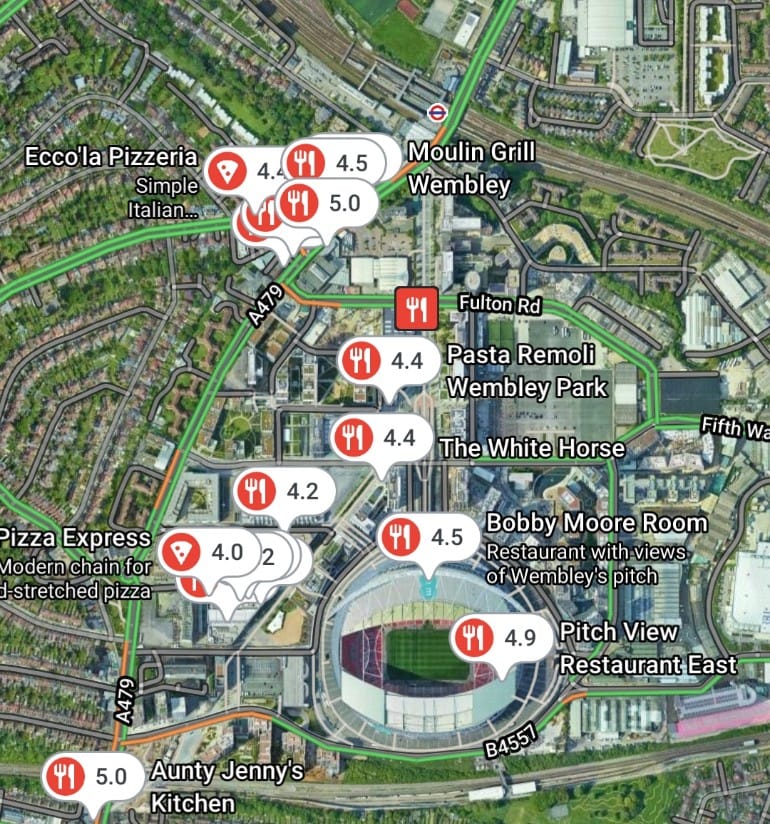 Ecco'la Pizzeria
Simple
Italian...
4.4
4.5
5.0
Moulin Grill
Wembley
A479
Fulton Rd
4.4
Pasta Remoli
Wembley Park
4.4
The White Horse
Fifth Wa
4.2
Pizza Express
Modern chain for
d-stretched pizza
4.0
2
4.5
Bobby Moore Room
Restaurant with views
of Wembley's pitch
4.9
Pitch View
Restaurant East
A479
B4557
5.0
Aunty Jenny's
Kitchen